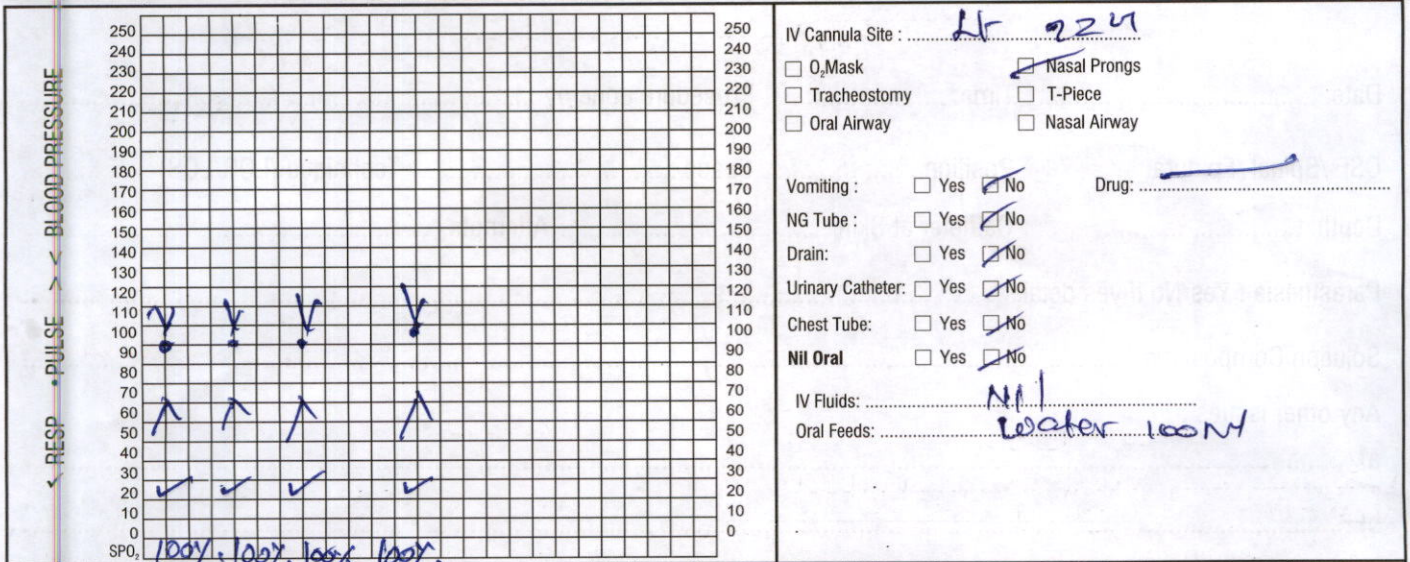 ✓ RESP • PULSE > < BLOOD PRESSURE
250 250
240 240
230 230
220 220
210 210
200 200
190 190
180 180
170 170
160 160
150 150
140 140
130 130
120 120
110 110
100 100
90 90
80 80
70 70
60 60
50 50
40 40
30 30
20 20
10 10
0 0
SPO₂ 100%. 100%. 100% 100%.
IV Cannula Site : Lt 22G
O₂Mask Nasal Prongs
Tracheostomy T-Piece
Oral Airway Nasal Airway
Vomiting : Yes No Drug:
NG Tube : Yes No
Drain: Yes No
Urinary Catheter: Yes No
Chest Tube: Yes No
Nil Oral Yes No
IV Fluids: Nil
Oral Feeds: Water 100